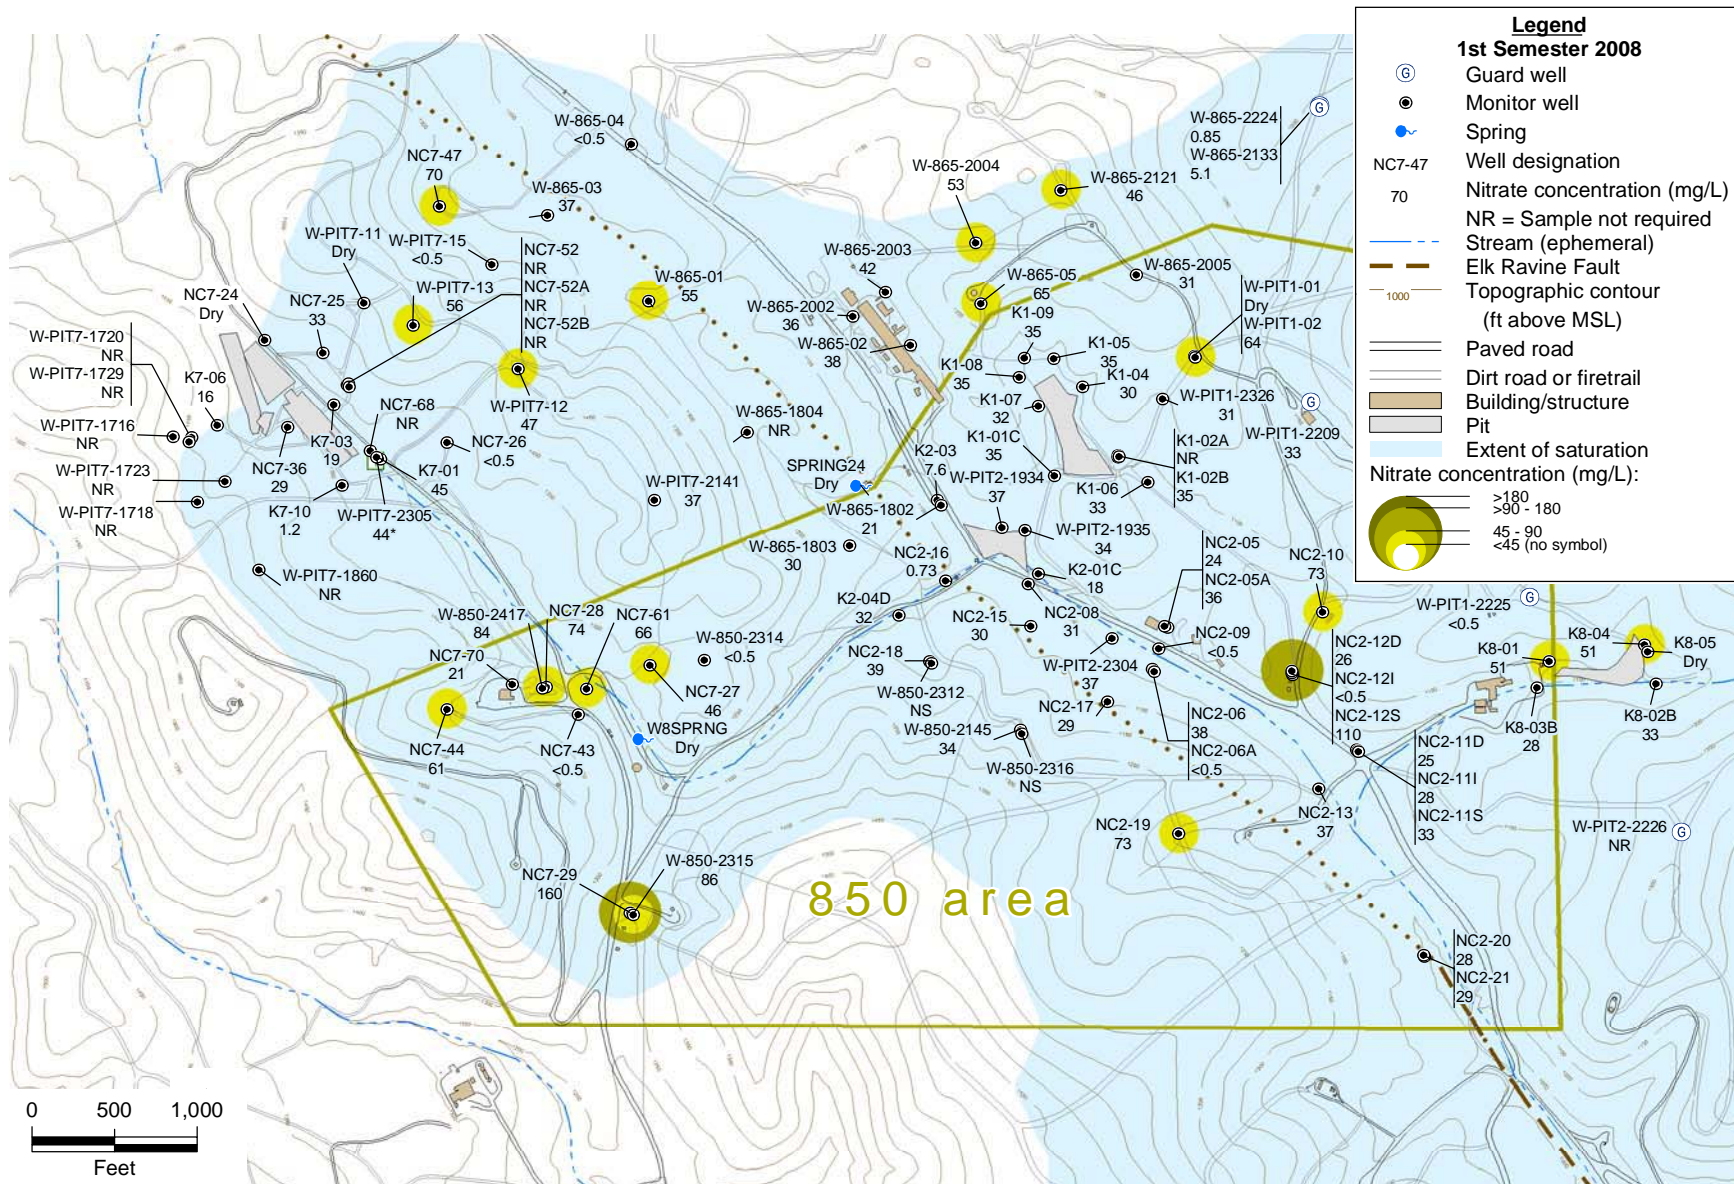 Legend
1st Semester 2008
G
Guard well
Monitor well
Spring
NC7-47
Well designation
70
Nitrate concentration (mg/L)
NR = Sample not required
Stream (ephemeral)
Elk Ravine Fault
1000
Topographic contour
(ft above MSL)
Paved road
Dirt road or firetrail
Building/structure
Pit
Extent of saturation
Nitrate concentration (mg/L):
>180
>90 - 180
45 - 90
<45 (no symbol)
W-865-04
<0.5
NC7-47
70
W-865-03
37
W-PIT7-11
Dry
W-PIT7-15
<0.5
NC7-52
NR
NC7-52A
NR
NC7-52B
NR
W-PIT7-13
56
NC7-24
Dry
NC7-25
33
W-PIT7-1720
NR
W-PIT7-1729
NR
K7-06
16
W-PIT7-1716
NR
W-PIT7-1723
NR
W-PIT7-1718
NR
NC7-36
29
K7-03
19
NC7-68
NR
NC7-26
<0.5
K7-01
45
K7-10
1.2
W-PIT7-2305
44*
W-PIT7-12
47
W-PIT7-1860
NR
W-865-01
55
W-865-1804
NR
W-PIT7-2141
37
W-865-2004
53
W-865-2224
0.85
W-865-2133
5.1
G
W-865-2121
46
W-865-2003
42
W-865-2002
36
W-865-02
38
W-865-05
65
W-865-2005
31
W-PIT1-01
Dry
W-PIT1-02
64
K1-09
35
K1-05
35
K1-08
35
K1-04
30
K1-07
32
W-PIT1-2326
31
G
W-PIT1-2209
33
K1-01C
35
K1-02A
NR
K1-02B
35
K1-06
33
K2-03
7.6
W-PIT2-1934
37
SPRING24
Dry
W-865-1802
21
W-PIT2-1935
34
W-865-1803
30
NC2-16
0.73
K2-01C
18
NC2-05
24
NC2-05A
36
NC2-10
73
K2-04D
32
NC2-15
30
NC2-08
31
NC2-09
<0.5
W-PIT2-2304
37
NC2-18
39
W-850-2312
NS
W-850-2145
34
W-850-2316
NS
NC2-17
29
NC2-06
38
NC2-06A
<0.5
NC2-12D
26
NC2-12I
<0.5
NC2-12S
110
W-PIT1-2225
<0.5
G
K8-01
51
K8-04
51
K8-05
Dry
K8-03B
28
K8-02B
33
NC2-11D
25
NC2-11I
28
NC2-11S
33
NC2-13
37
W-PIT2-2226
NR
G
NC2-19
73
NC2-20
28
NC2-21
29
W-850-2417
84
NC7-28
74
NC7-61
66
W-850-2314
<0.5
NC7-70
21
NC7-27
46
NC7-44
61
NC7-43
<0.5
W8SPRNG
Dry
NC7-29
160
W-850-2315
86
850 area
0 500 1,000
Feet